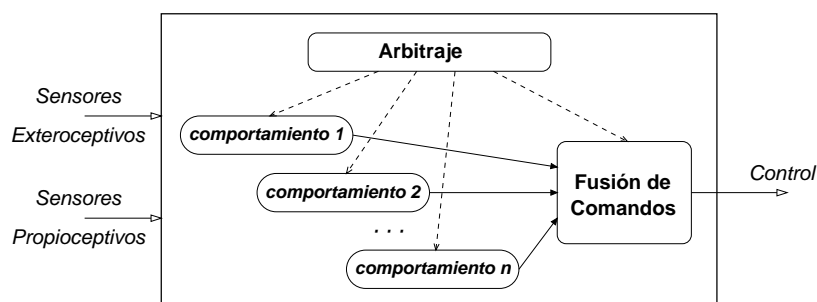 Arbitraje
Sensores
Exteroceptivos
comportamiento 1
Sensores
Propioceptivos
comportamiento 2
. . .
comportamiento n
Fusión de
Comandos
Control